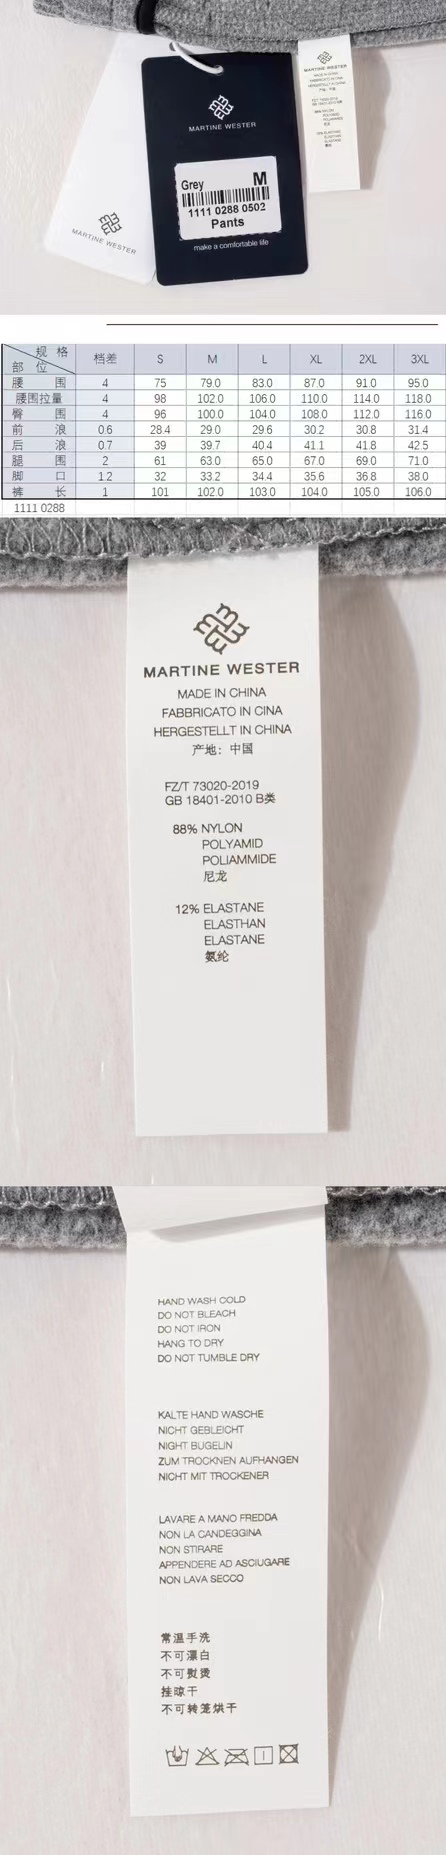 MARTINE WESTER
MADE IN CHINA
FABBRICATO IN CINA
HERGESTELLT IN CHINA
MARTINE WESTER
Grey M
1111 0288 0502
Pants
make a comfortable life
MARTINE WESTER
规 格
部 位
档差 S M L XL 2XL 3XL
腰 围 4 75 79.0 83.0 87.0 91.0 95.0
腰围拉量 4 98 102.0 106.0 110.0 114.0 118.0
臀 围 4 96 100.0 104.0 108.0 112.0 116.0
前 浪 0.6 28.4 29.0 29.6 30.2 30.8 31.4
后 浪 0.7 39 39.7 40.4 41.1 41.8 42.5
腿 围 2 61 63.0 65.0 67.0 69.0 71.0
脚 口 1.2 32 33.2 34.4 35.6 36.8 38.0
裤 长 1 101 102.0 103.0 104.0 105.0 106.0
1111 0288
MARTINE WESTER
MADE IN CHINA
FABBRICATO IN CINA
HERGESTELLT IN CHINA
产地：中国
FZ/T 73020-2019
GB 18401-2010 B类
88% NYLON
POLYAMID
POLIAMMIDE
尼龙
12% ELASTANE
ELASTHAN
ELASTANE
氨纶
HAND WASH COLD
DO NOT BLEACH
DO NOT IRON
HANG TO DRY
DO NOT TUMBLE DRY
KALTE HAND WASCHE
NICHT GEBLEICHT
NIGHT BUGELIN
ZUM TROCKNEN AUFHANGEN
NICHT MIT TROCKENER
LAVARE A MANO FREDDA
NON LA CANDEGGINA
NON STIRARE
APPENDERE AD ASCIUGARE
NON LAVA SECCO
常温手洗
不可漂白
不可熨烫
挂晾干
不可转笼烘干